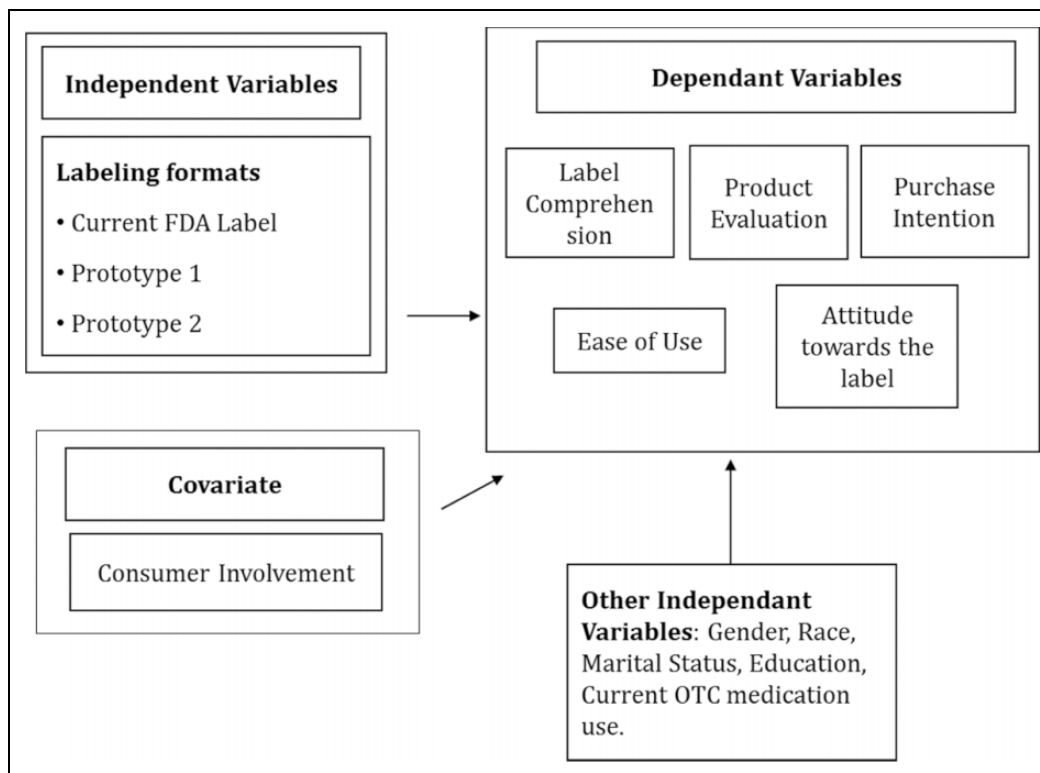 Independent Variables
Labeling formats
• Current FDA Label
• Prototype 1
• Prototype 2
Covariate
Consumer Involvement
Dependant Variables
Label
Comprehen
sion
Product
Evaluation
Purchase
Intention
Ease of Use
Attitude
towards the
label
Other Independant
Variables: Gender, Race,
Marital Status, Education,
Current OTC medication
use.